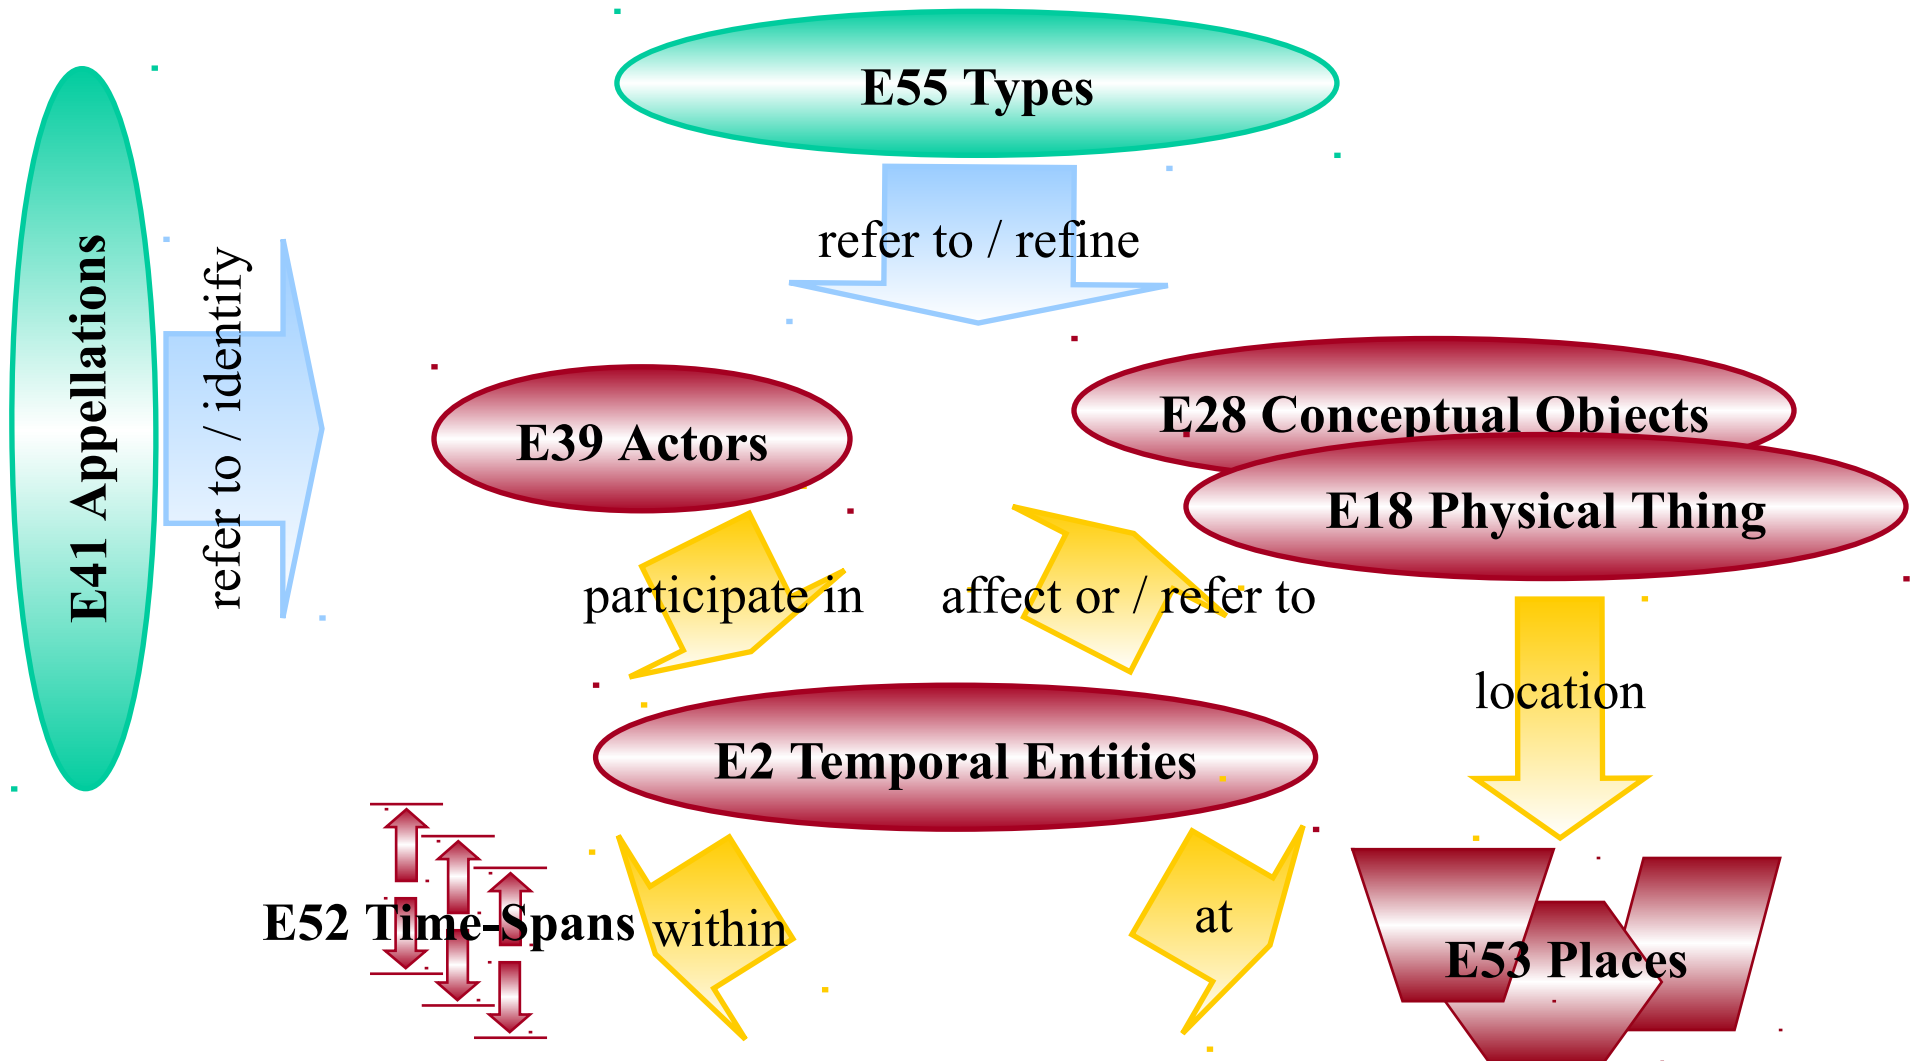 E55 Types
refer to / refine
E41 Appellations
refer to / identify
E39 Actors
E28 Conceptual Objects
E18 Physical Thing
participate in
affect or / refer to
location
E2 Temporal Entities
E52 Time-Spans
within
at
E53 Places